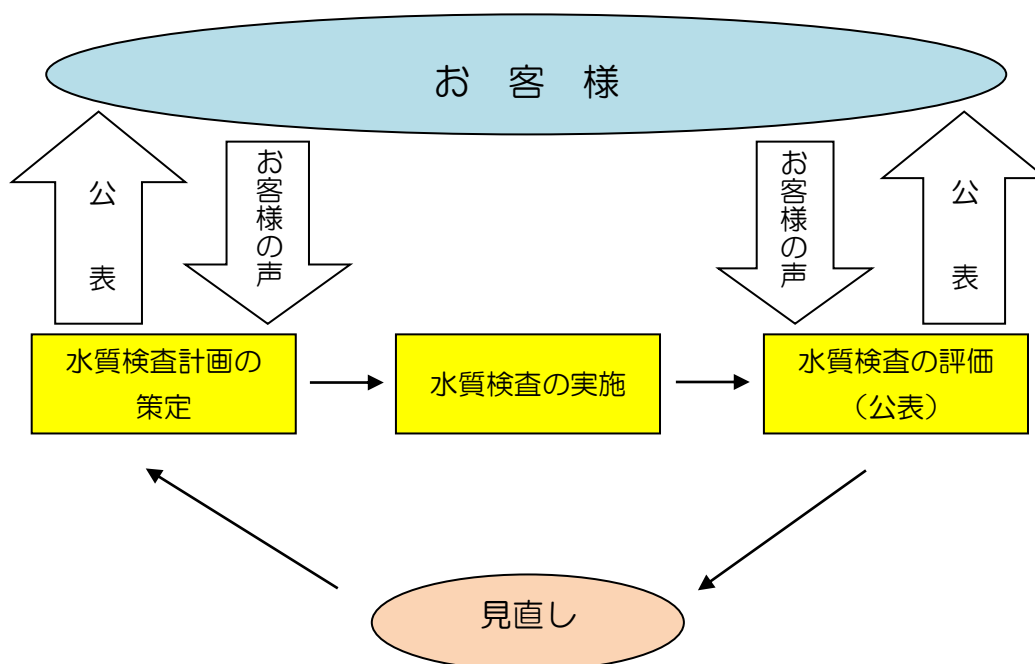 お 客 様
公表
お客様の声
お客様の声
公表
水質検査計画の
策定
水質検査の実施
水質検査の評価
（公表）
見直し